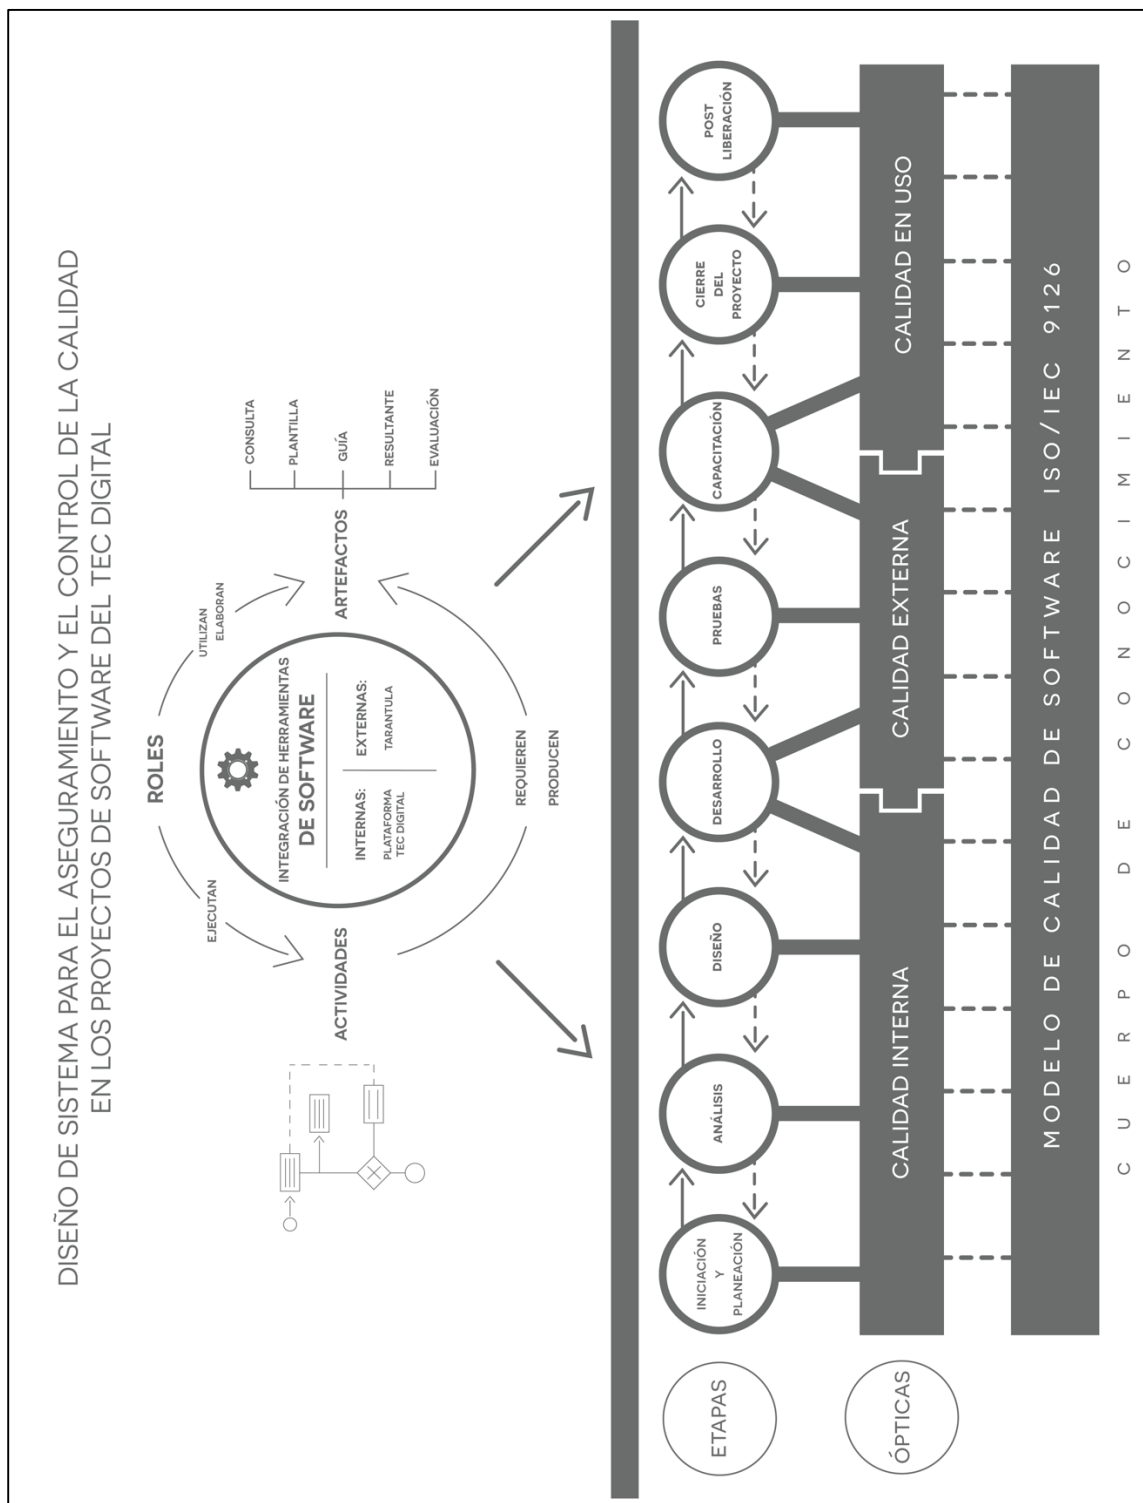 DISEÑO DE SISTEMA PARA EL ASEGURAMIENTO Y EL CONTROL DE LA CALIDAD
EN LOS PROYECTOS DE SOFTWARE DEL TEC DIGITAL
ROLES
EJECUTAN
UTILIZAN
ELABORAN
INTEGRACIÓN DE HERRAMIENTAS
DE SOFTWARE
INTERNAS:
PLATAFORMA
TEC DIGITAL
EXTERNAS:
TARANTULA
ACTIVIDADES
ARTEFACTOS
CONSULTA
PLANTILLA
GUÍA
RESULTANTE
EVALUACIÓN
REQUIEREN
PRODUCEN
ETAPAS
INICIACIÓN
Y
PLANEACIÓN
ANÁLISIS
DISEÑO
DESARROLLO
PRUEBAS
CAPACITACIÓN
CIERRE
DEL
PROYECTO
POST
LIBERACIÓN
ÓPTICAS
CALIDAD INTERNA
CALIDAD EXTERNA
CALIDAD EN USO
MODELO DE CALIDAD DE SOFTWARE ISO/IEC 9126
CUERPO DE CONOCIMIENTO